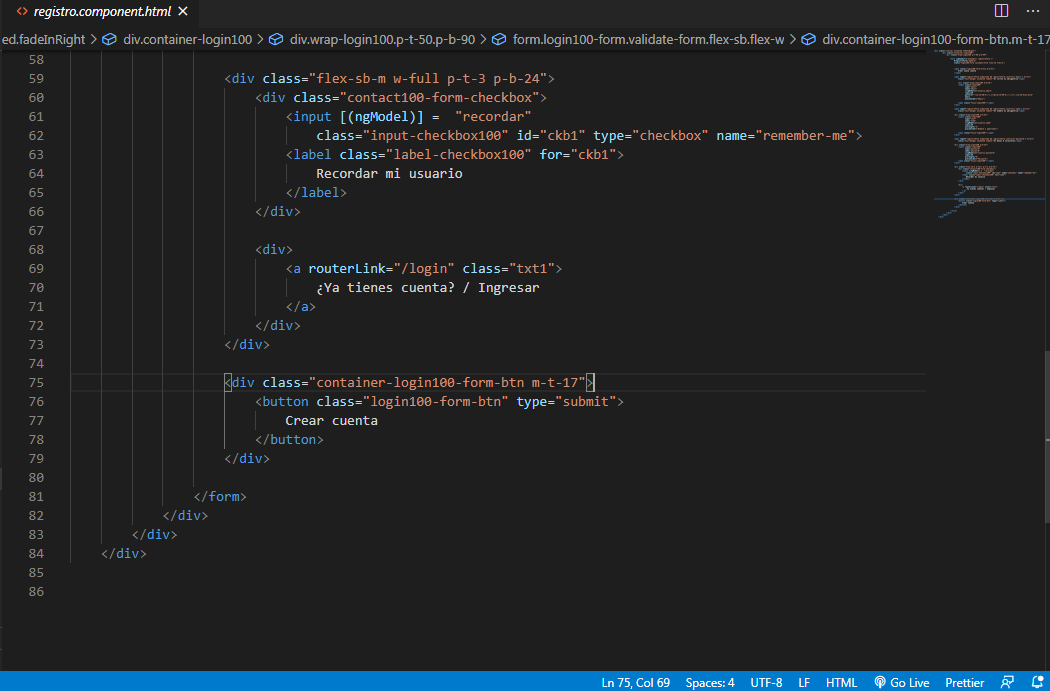 registro.component.html
ed.fadeInRight > div.container-login100 > div.wrap-login100.p-t-50.p-b-90 > form.login100-form.validate-form.flex-sb.flex-w > div.container-login100-form-btn.m-t-17
58
59 <div class="flex-sb-m w-full p-t-3 p-b-24">
60 <div class="contact100-form-checkbox">
61 <input [(ngModel)] = "recordar"
62 class="input-checkbox100" id="ckb1" type="checkbox" name="remember-me">
63 <label class="label-checkbox100" for="ckb1">
64 Recordar mi usuario
65 </label>
66 </div>
67
68 <div>
69 <a routerLink="/login" class="txt1">
70 ¿Ya tienes cuenta? / Ingresar
71 </a>
72 </div>
73 </div>
74
75 <div class="container-login100-form-btn m-t-17">
76 <button class="login100-form-btn" type="submit">
77 Crear cuenta
78 </button>
79 </div>
80
81 </form>
82 </div>
83 </div>
84 </div>
85
86
Ln 75, Col 69 Spaces: 4 UTF-8 LF HTML Go Live Prettier